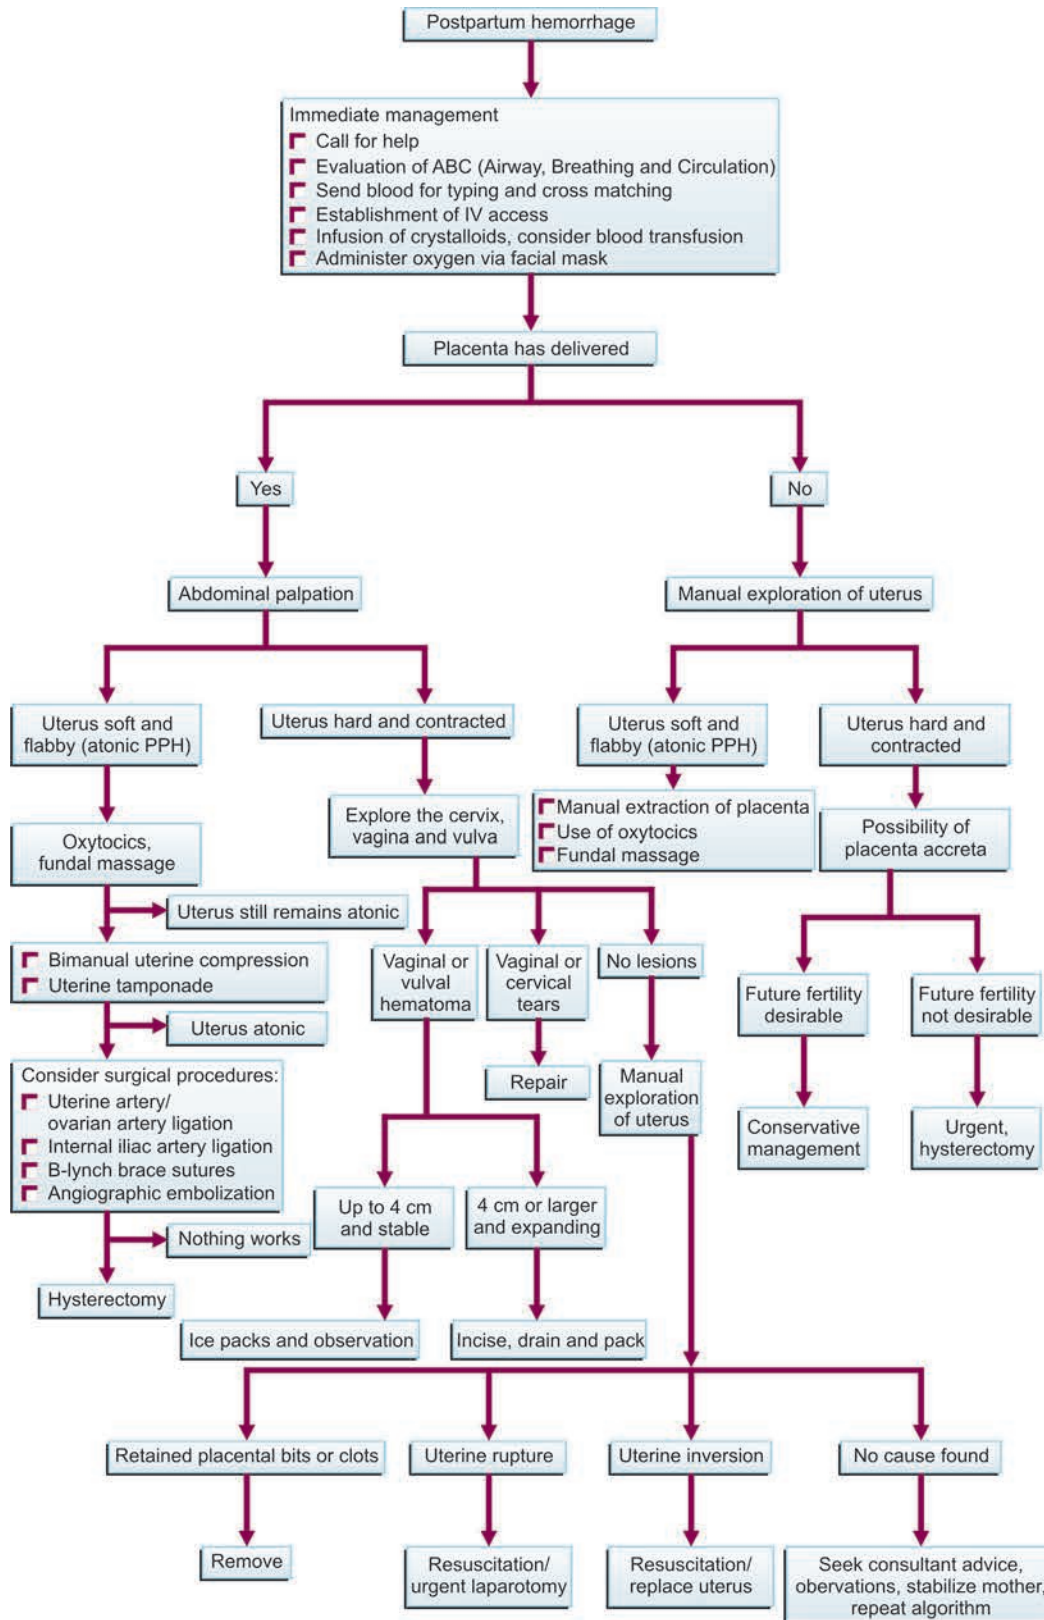 Postpartum hemorrhage
Immediate management
Call for help
Evaluation of ABC (Airway, Breathing and Circulation)
Send blood for typing and cross matching
Establishment of IV access
Infusion of crystalloids, consider blood transfusion
Administer oxygen via facial mask
Placenta has delivered
Yes
No
Abdominal palpation
Manual exploration of uterus
Uterus soft and
flabby (atonic PPH)
Uterus hard and contracted
Uterus soft and
flabby (atonic PPH)
Uterus hard and
contracted
Oxytocics,
fundal massage
Explore the cervix,
vagina and vulva
Manual extraction of placenta
Use of oxytocics
Fundal massage
Possibility of
placenta accreta
Uterus still remains atonic
Bimanual uterine compression
Uterine tamponade
Vaginal or
vulval
hematoma
Vaginal or
cervical
tears
No lesions
Future fertility
desirable
Future fertility
not desirable
Uterus atonic
Consider surgical procedures:
Uterine artery/
ovarian artery ligation
Internal iliac artery ligation
B-lynch brace sutures
Angiographic embolization
Repair
Manual
exploration
of uterus
Conservative
management
Urgent,
hysterectomy
Up to 4 cm
and stable
4 cm or larger
and expanding
Nothing works
Hysterectomy
Ice packs and observation
Incise, drain and pack
Retained placental bits or clots
Uterine rupture
Uterine inversion
No cause found
Remove
Resuscitation/
urgent laparotomy
Resuscitation/
replace uterus
Seek consultant advice,
obervations, stabilize mother,
repeat algorithm